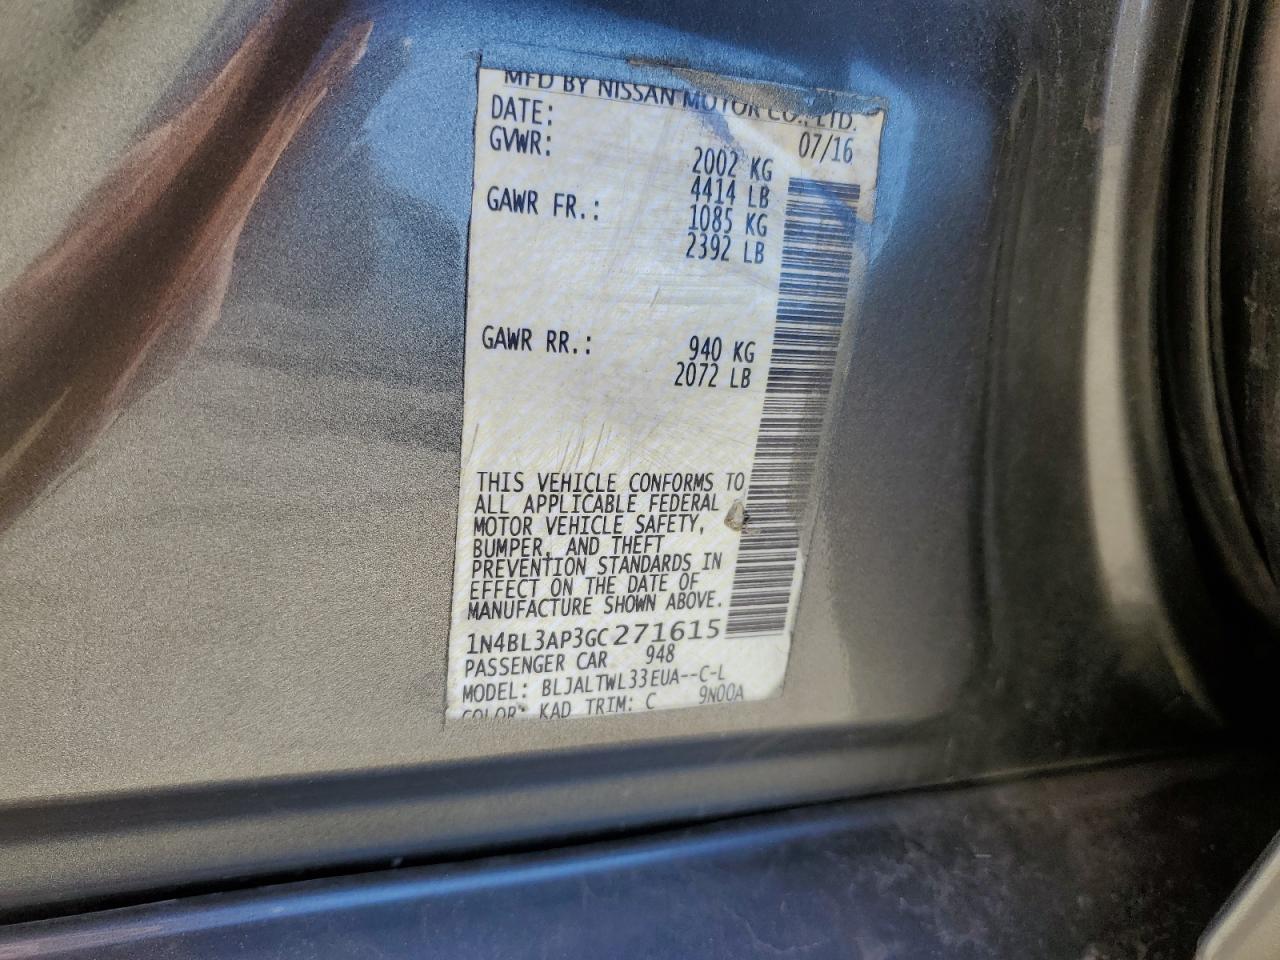 MFD BY NISSAN MOTOR CO., LTD.
DATE: 07/16
GVWR: 2002 KG
4414 LB
GAWR FR.: 1085 KG
2392 LB
GAWR RR.: 940 KG
2072 LB
THIS VEHICLE CONFORMS TO
ALL APPLICABLE FEDERAL
MOTOR VEHICLE SAFETY,
BUMPER, AND THEFT
PREVENTION STANDARDS IN
EFFECT ON THE DATE OF
MANUFACTURE SHOWN ABOVE.
1N4BL3AP3GC271615
PASSENGER CAR 948
MODEL: BLJALTWL33EUA--C-L
COLOR: KAD TRIM: C 9N00A